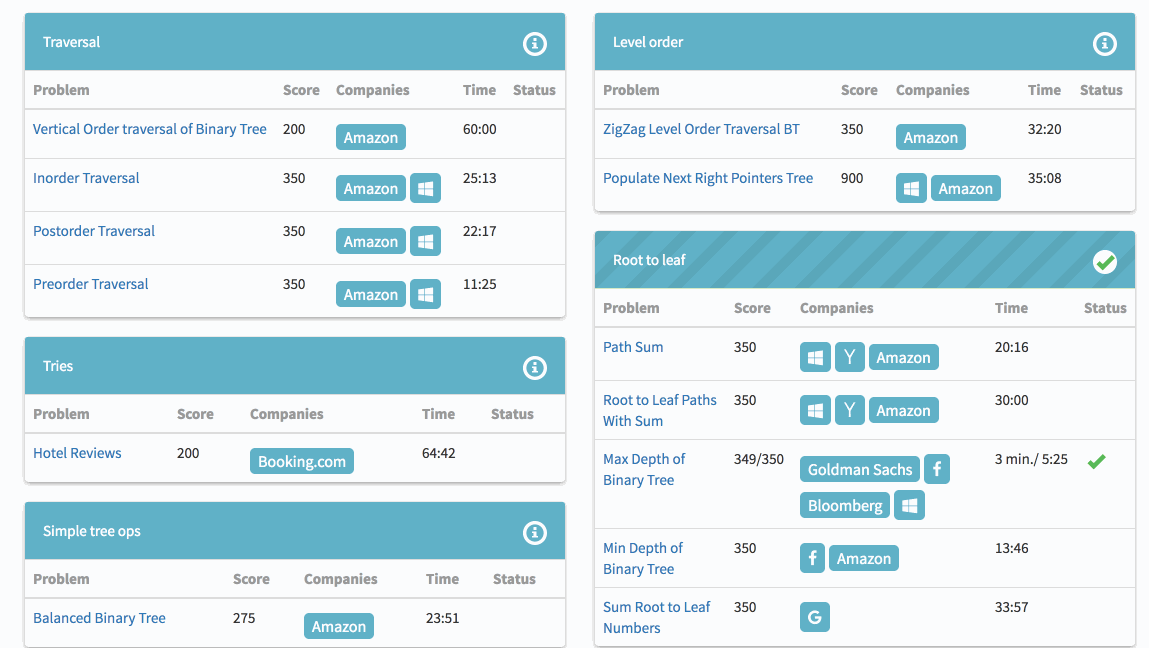 Traversal
Problem Score Companies Time Status
Vertical Order traversal of Binary Tree 200 Amazon 60:00
Inorder Traversal 350 Amazon 25:13
Postorder Traversal 350 Amazon 22:17
Preorder Traversal 350 Amazon 11:25
Tries
Problem Score Companies Time Status
Hotel Reviews 200 Booking.com 64:42
Simple tree ops
Problem Score Companies Time Status
Balanced Binary Tree 275 Amazon 23:51
Level order
Problem Score Companies Time Status
ZigZag Level Order Traversal BT 350 Amazon 32:20
Populate Next Right Pointers Tree 900 Amazon 35:08
Root to leaf
Problem Score Companies Time Status
Path Sum 350 Y Amazon 20:16
Root to Leaf Paths 350 Y Amazon 30:00
With Sum
Max Depth of 349/350 Goldman Sachs f 3 min./ 5:25
Binary Tree
Bloomberg
Min Depth of 350 f Amazon 13:46
Binary Tree
Sum Root to Leaf 350 G 33:57
Numbers